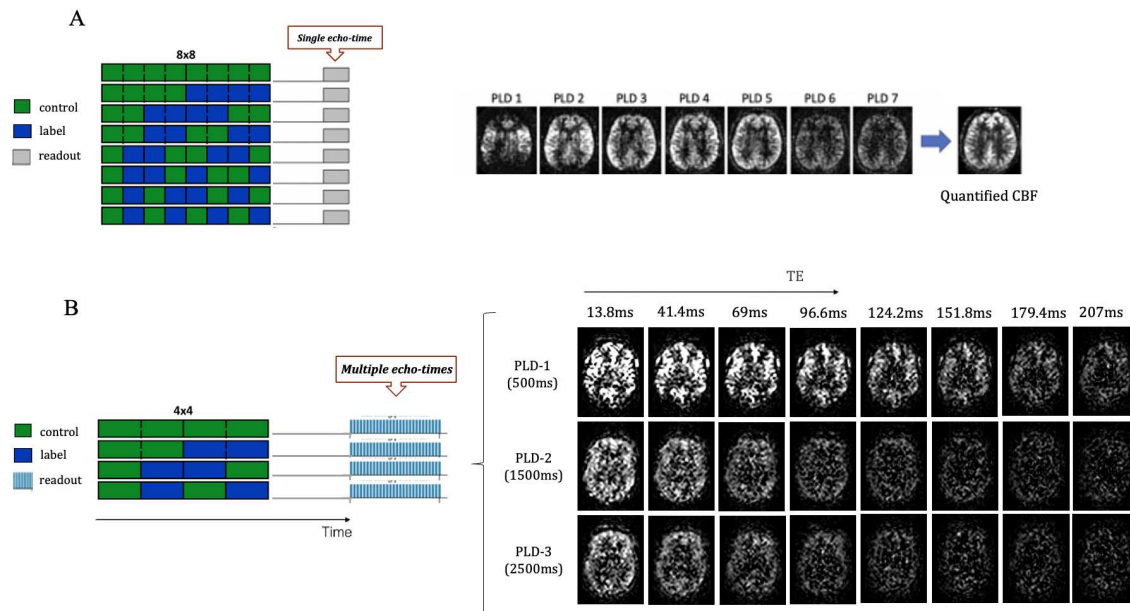 A
Single echo-time
8x8
control
label
readout
PLD 1 PLD 2 PLD 3 PLD 4 PLD 5 PLD 6 PLD 7
Quantified CBF
B
TE
13.8ms 41.4ms 69ms 96.6ms 124.2ms 151.8ms 179.4ms 207ms
Multiple echo-times
4x4
control
label
readout
Time
PLD-1
(500ms)
PLD-2
(1500ms)
PLD-3
(2500ms)